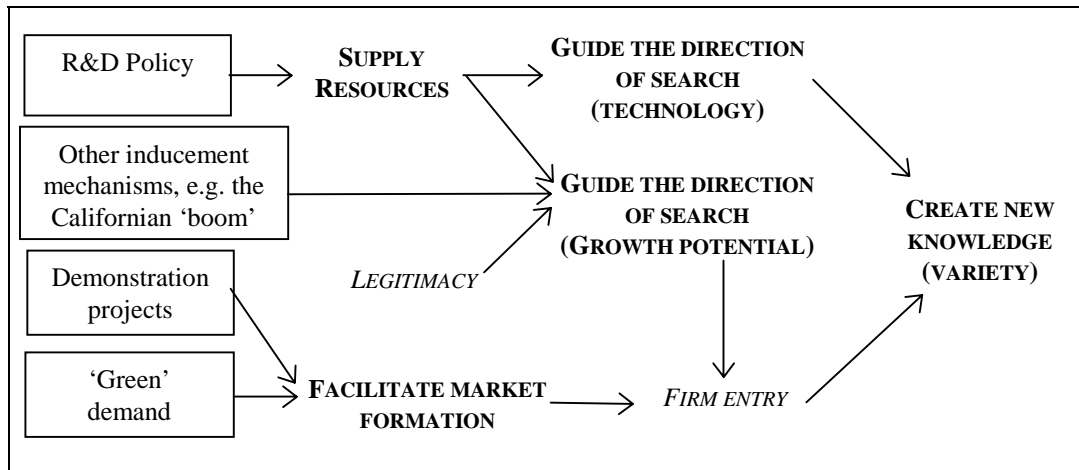 R&D Policy
SUPPLY
RESOURCES
GUIDE THE DIRECTION
OF SEARCH
(TECHNOLOGY)
Other inducement
mechanisms, e.g. the
Californian ‘boom’
GUIDE THE DIRECTION
OF SEARCH
(GROWTH POTENTIAL)
CREATE NEW
KNOWLEDGE
(VARIETY)
LEGITIMACY
Demonstration
projects
‘Green’
demand
FACILITATE MARKET
FORMATION
FIRM ENTRY